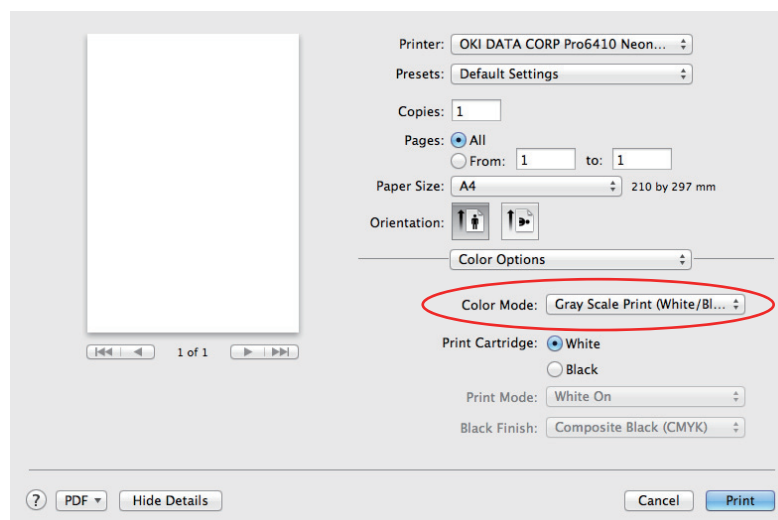 Printer: OKI DATA CORP Pro6410 Neon...
Presets: Default Settings
Copies: 1
Pages: All
From: 1 to: 1
Paper Size: A4 210 by 297 mm
Orientation:
Color Options
Color Mode: Gray Scale Print (White/Bl...
1 of 1
Print Cartridge: White
Black
Print Mode: White On
Black Finish: Composite Black (CMYK)
? PDF Hide Details Cancel Print